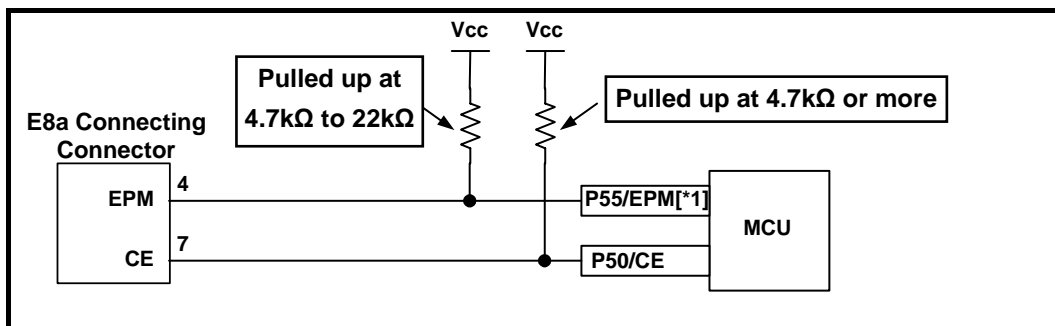 Vcc
Vcc
Pulled up at
4.7kΩ to 22kΩ
Pulled up at 4.7kΩ or more
E8a Connecting
Connector
EPM
4
P55/EPM[*1]
MCU
CE
7
P50/CE